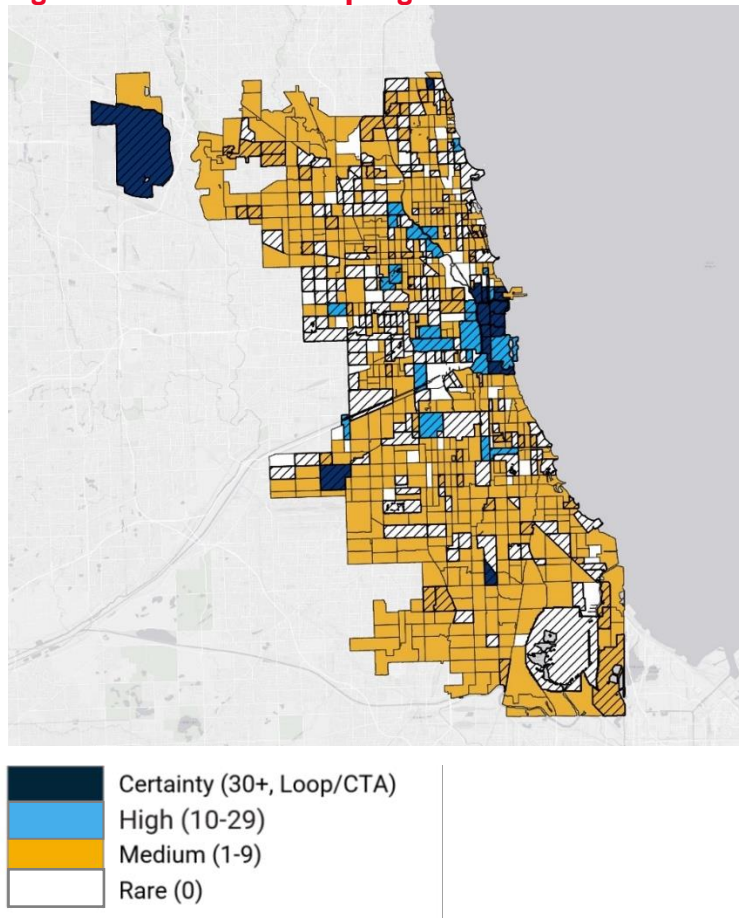 Certainty (30+, Loop/CTA)
High (10-29)
Medium (1-9)
Rare (0)